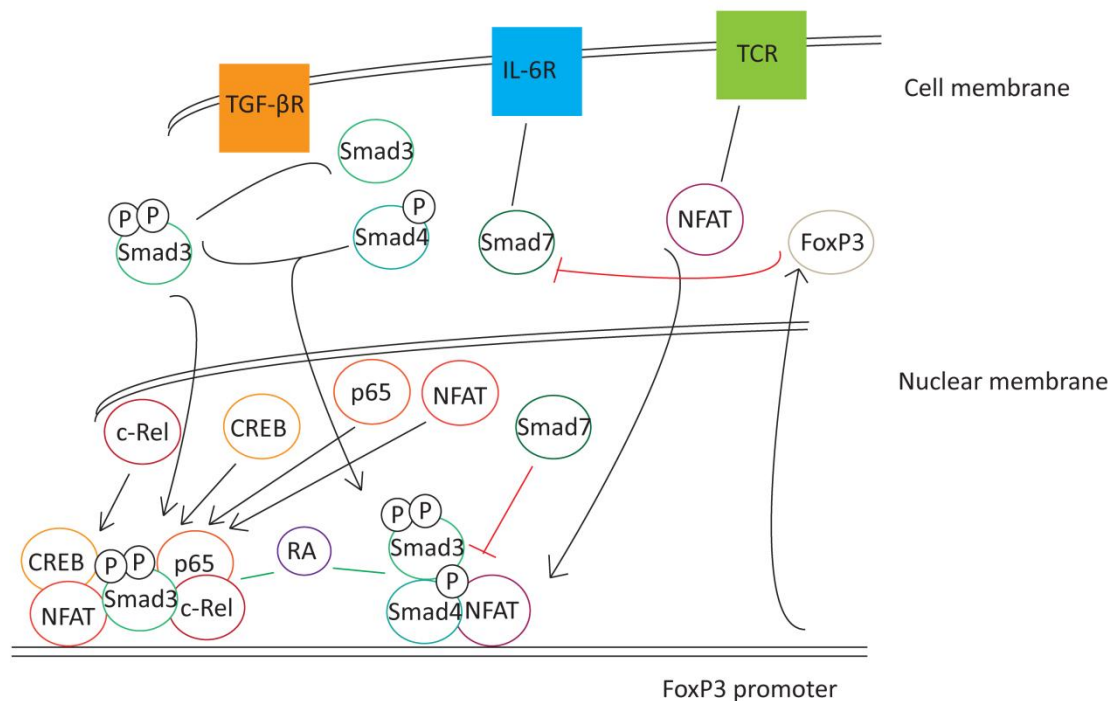 TCR
IL-6R
TGF-βR
Cell membrane
Smad3
P
P P
Smad3
Smad4
Smad7
NFAT
FoxP3
Nuclear membrane
p65
NFAT
c-Rel
CREB
Smad7
P P
Smad3
RA
CREB
P P
p65
P
Smad3
NFAT
c-Rel
Smad4
NFAT
FoxP3 promoter